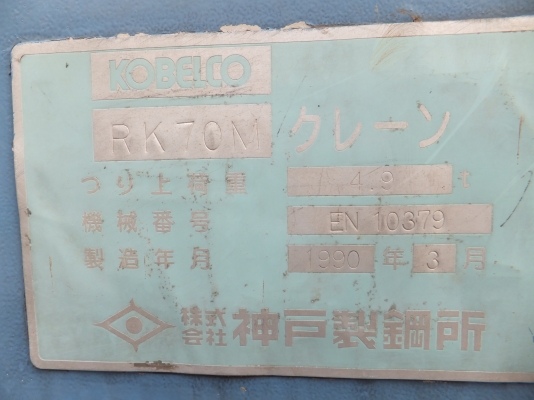 KOBELCO
RK70M クレーン
つり上荷重 4.9 t
機械番号 EN 10379
製造年月 1990 年 3 月
株式会社 神戸製鋼所